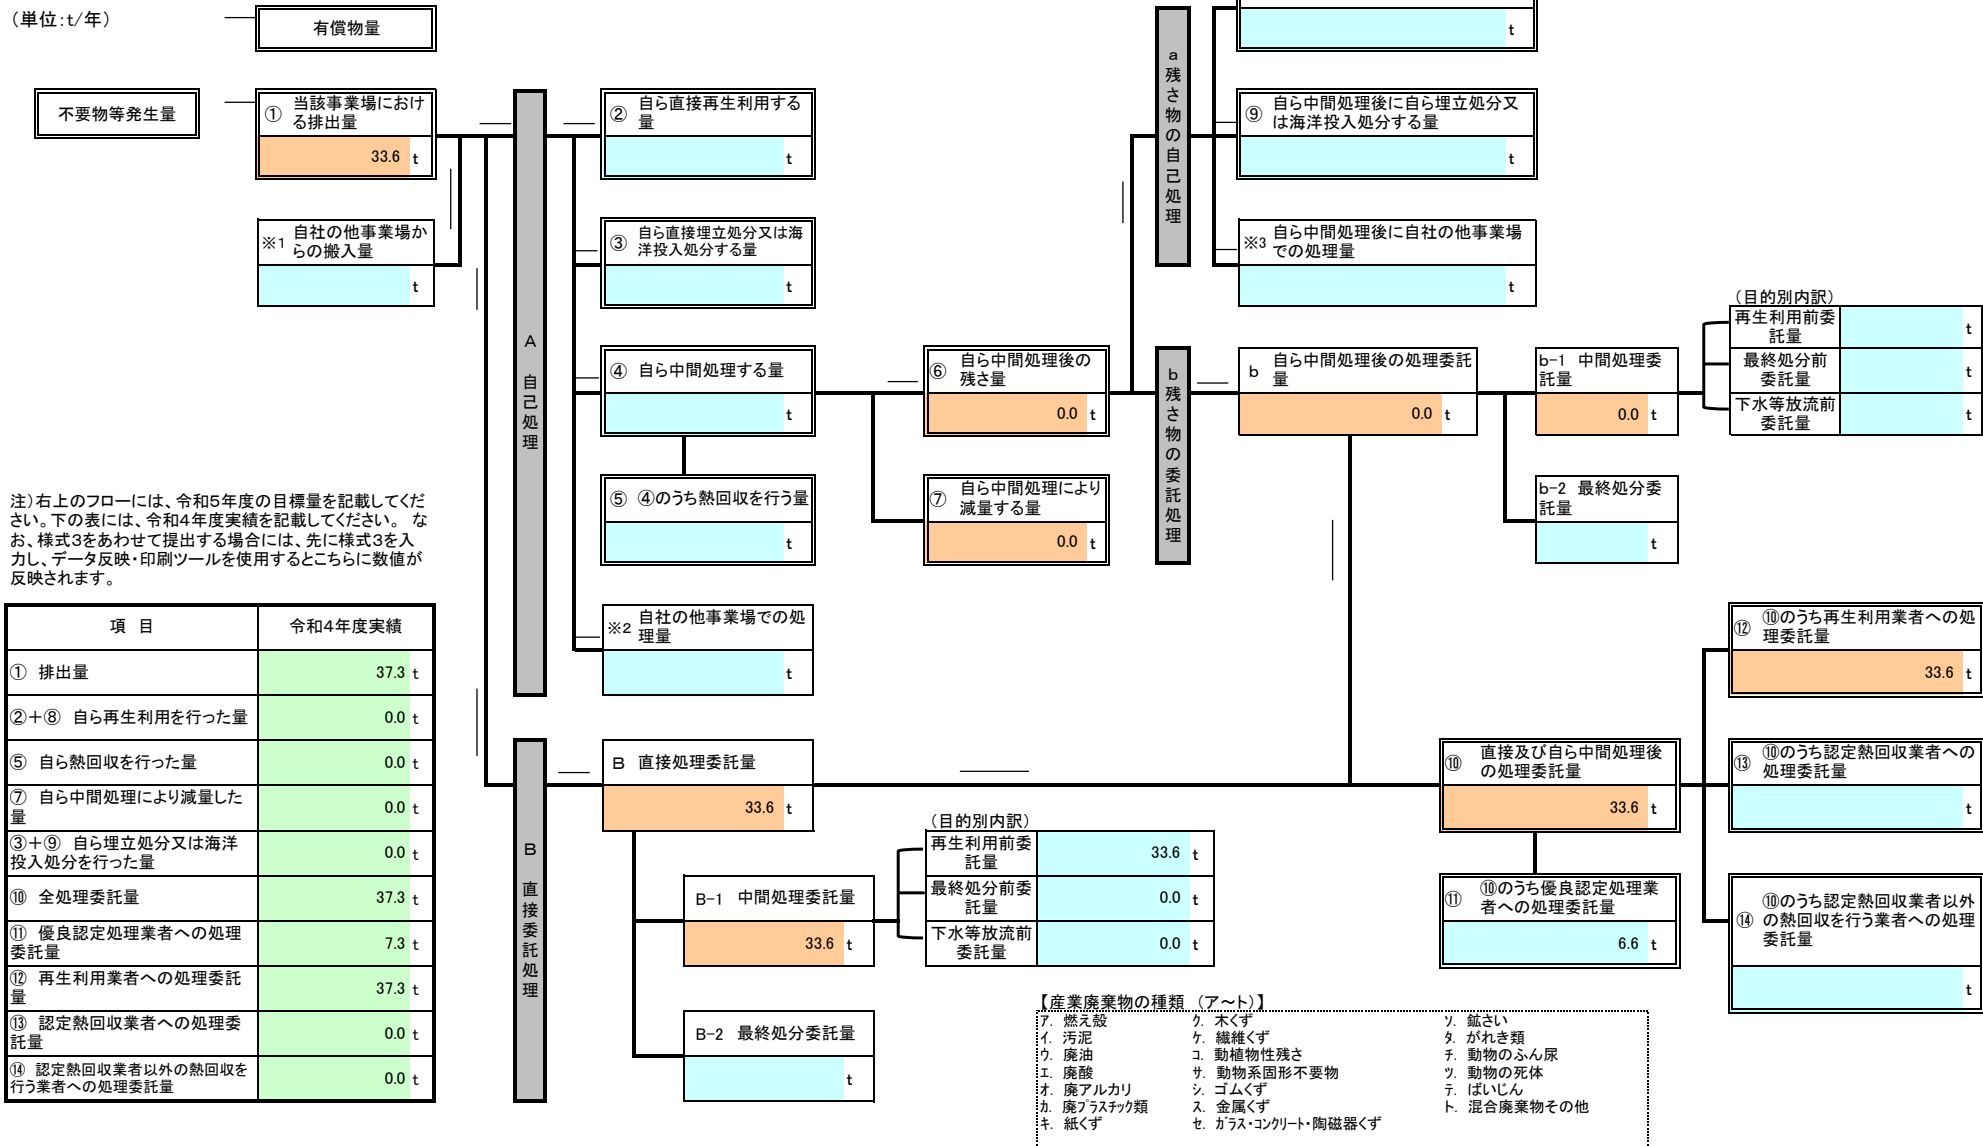 (単位:t/年)
有償物量
t
不要物等発生量
① 当該事業場におけ
る排出量
33.6 t
※1 自社の他事業場か
らの搬入量
t
A 自己処理
② 自ら直接再生利用する
量
t
③ 自ら直接埋立処分又は海
洋投入処分する量
t
④ 自ら中間処理する量
t
⑤ ④のうち熱回収を行う量
t
※2 自社の他事業場での処
理量
t
⑥ 自ら中間処理後の
残さ量
0.0 t
⑦ 自ら中間処理により
減量する量
0.0 t
a 残さ物の自己処理
⑨ 自ら中間処理後に自ら埋立処分又
は海洋投入処分する量
t
※3 自ら中間処理後に自社の他事業場
での処理量
t
b 残さ物の委託処理
b 自ら中間処理後の処理委託
量
0.0 t
b-1 中間処理委
託量
0.0 t
b-2 最終処分委
託量
t
(目的別内訳)
再生利用前委
託量
t
最終処分前
委託量
t
下水等放流前
委託量
t
注)右上のフローには、令和5年度の目標量を記載してくだ
さい。下の表には、令和4年度実績を記載してください。 な
お、様式3をあわせて提出する場合には、先に様式3を入
力し、データ反映・印刷ツールを使用するとこちらに数値が
反映されます。
項 目 令和4年度実績
① 排出量 37.3 t
②+⑧ 自ら再生利用を行った量 0.0 t
⑤ 自ら熱回収を行った量 0.0 t
⑦ 自ら中間処理により減量した
量 0.0 t
③+⑨ 自ら埋立処分又は海洋
投入処分を行った量 0.0 t
⑩ 全処理委託量 37.3 t
⑪ 優良認定処理業者への処理
委託量 7.3 t
⑫ 再生利用業者への処理委託
量 37.3 t
⑬ 認定熱回収業者への処理委
託量 0.0 t
⑭ 認定熱回収業者以外の熱回収を
行う業者への処理委託量 0.0 t
B 直接委託処理
B 直接処理委託量
33.6 t
B-1 中間処理委託量
33.6 t
B-2 最終処分委託量
t
(目的別内訳)
再生利用前委
託量
33.6 t
最終処分前委
託量
0.0 t
下水等放流前
委託量
0.0 t
⑩ 直接及び自ら中間処理後
の処理委託量
33.6 t
⑪ ⑩のうち優良認定処理業
者への処理委託量
6.6 t
⑫ ⑩のうち再生利用業者への処
理委託量
33.6 t
⑬ ⑩のうち認定熱回収業者への
処理委託量
t
⑭ ⑩のうち認定熱回収業者以外
の熱回収を行う業者への処理
委託量
t
【産業廃棄物の種類 (ア~ト)】
ア. 燃え殻 ク. 木くず ソ. 鉱さい
イ. 汚泥 ケ. 繊維くず タ. がれき類
ウ. 廃油 コ. 動植物性残さ チ. 動物のふん尿
エ. 廃酸 サ. 動物系固形不要物 ツ. 動物の死体
オ. 廃アルカリ シ. ゴムくず テ. ばいじん
カ. 廃プラスチック類 ス. 金属くず ト. 混合廃棄物その他
キ. 紙くず セ. ガラス・コンクリート・陶磁器くず